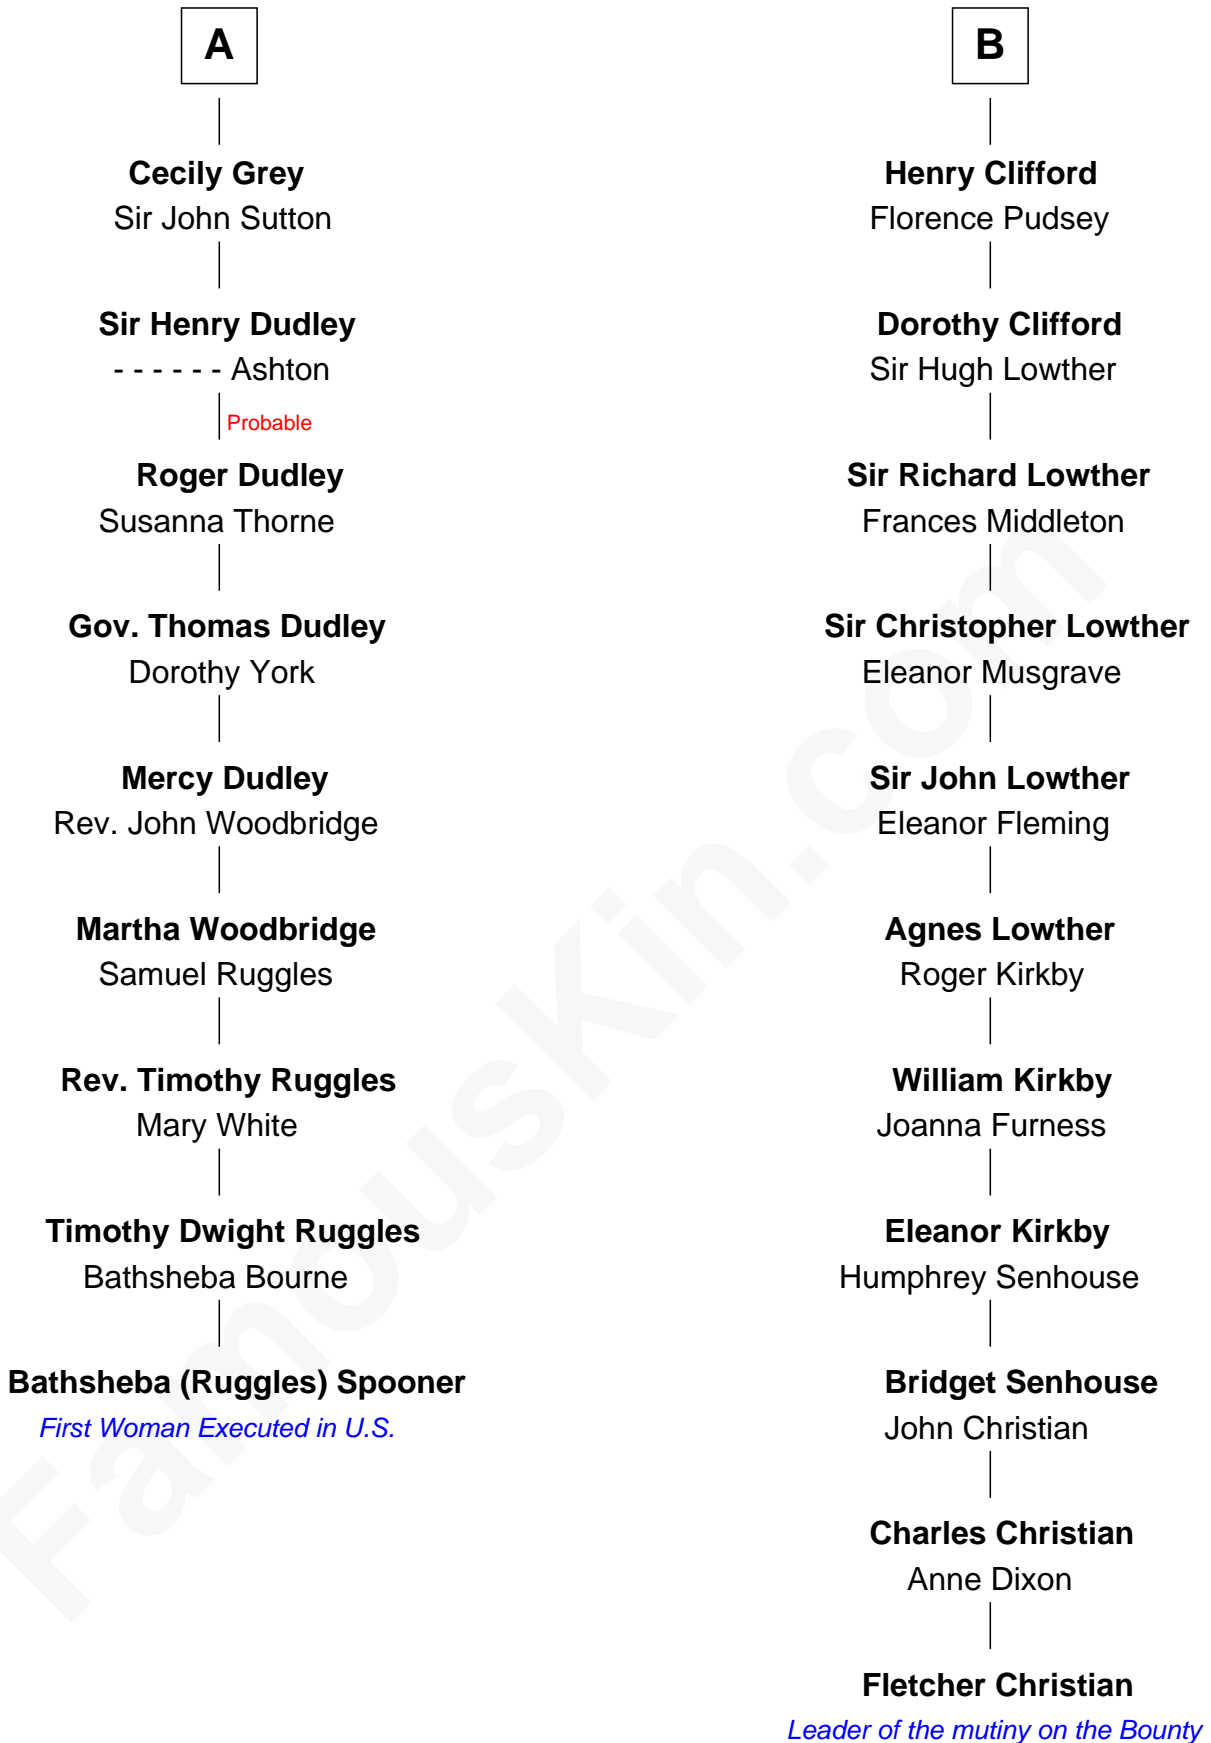 A
Cecily Grey
Sir John Sutton
Sir Henry Dudley
- - - - - - Ashton
Probable
Roger Dudley
Susanna Thorne
Gov. Thomas Dudley
Dorothy York
Mercy Dudley
Rev. John Woodbridge
Martha Woodbridge
Samuel Ruggles
Rev. Timothy Ruggles
Mary White
Timothy Dwight Ruggles
Bathsheba Bourne
Bathsheba (Ruggles) Spooner
First Woman Executed in U.S.
B
Henry Clifford
Florence Pudsey
Dorothy Clifford
Sir Hugh Lowther
Sir Richard Lowther
Frances Middleton
Sir Christopher Lowther
Eleanor Musgrave
Sir John Lowther
Eleanor Fleming
Agnes Lowther
Roger Kirkby
William Kirkby
Joanna Furness
Eleanor Kirkby
Humphrey Senhouse
Bridget Senhouse
John Christian
Charles Christian
Anne Dixon
Fletcher Christian
Leader of the mutiny on the Bounty
FamousKin.com